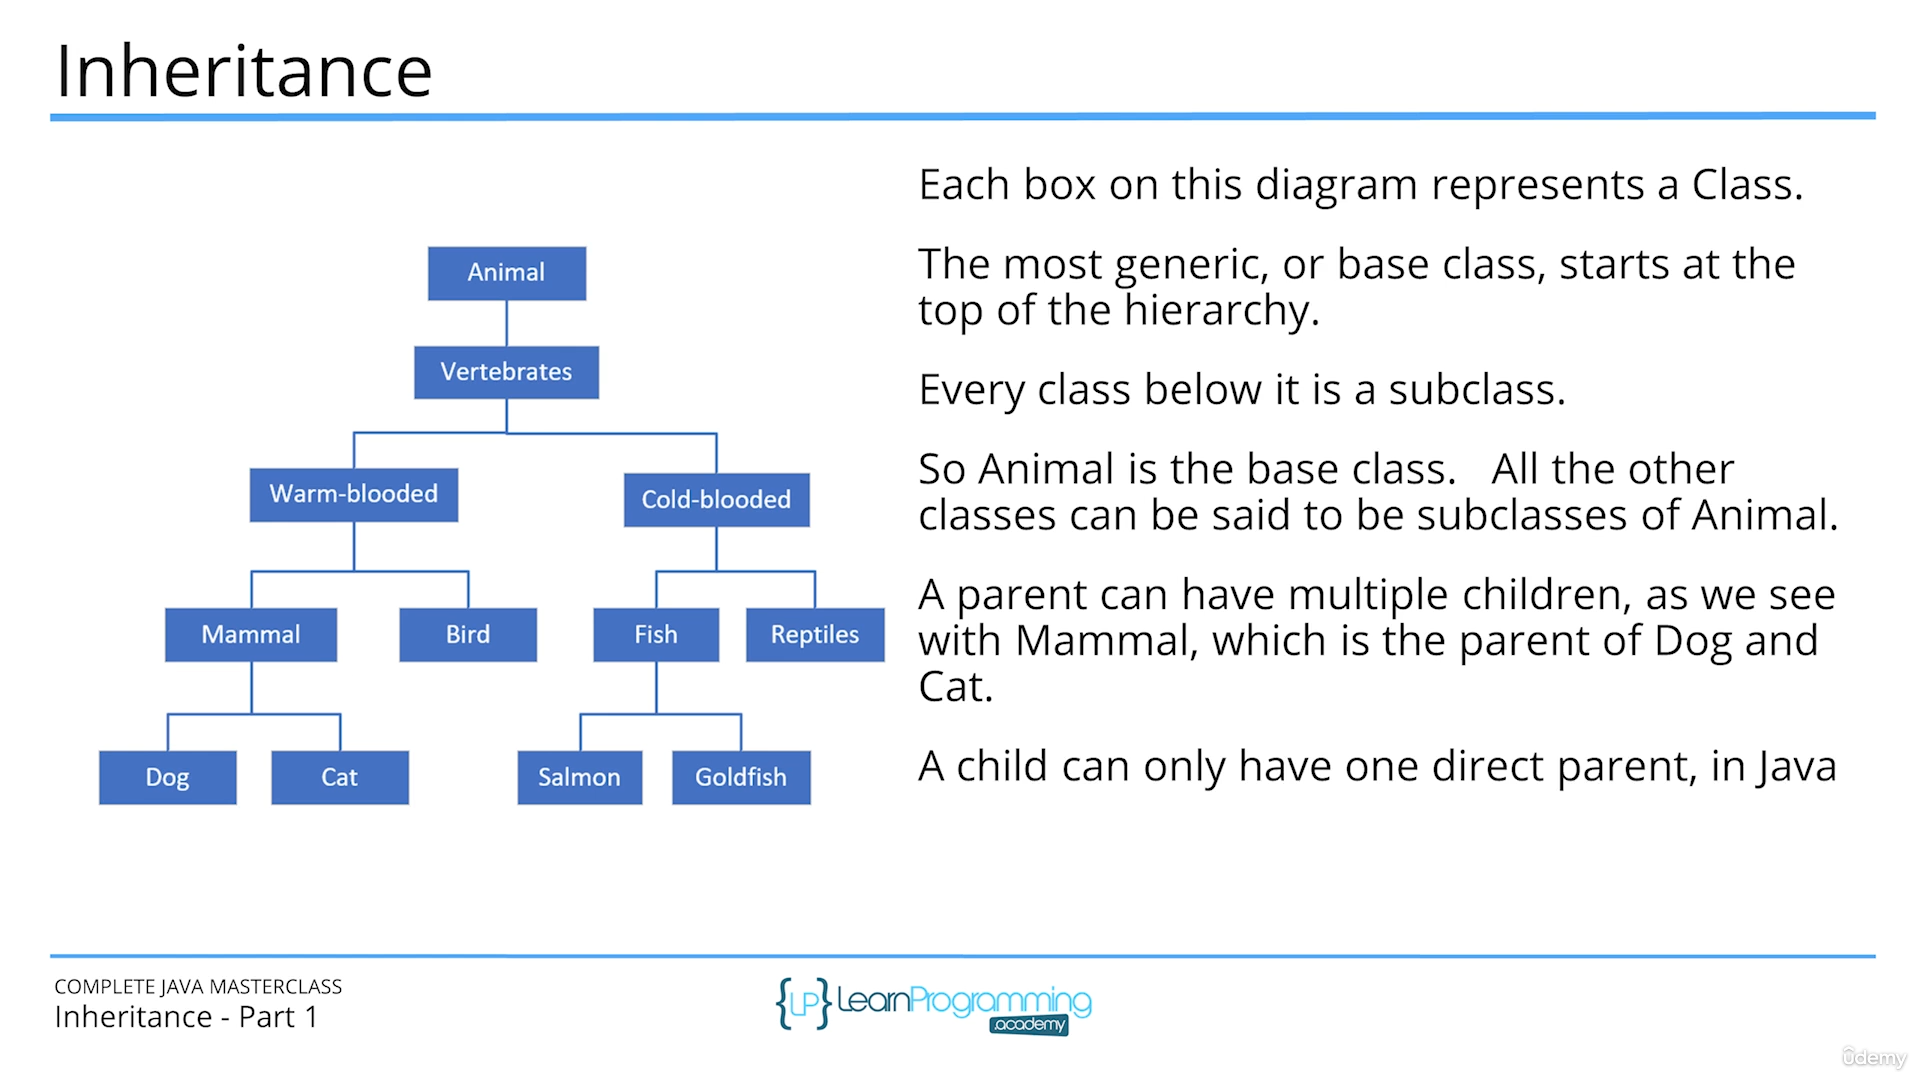 Inheritance
Animal
Vertebrates
Warm-blooded
Cold-blooded
Mammal
Bird
Fish
Reptiles
Dog
Cat
Salmon
Goldfish
Each box on this diagram represents a Class.
The most generic, or base class, starts at the
top of the hierarchy.
Every class below it is a subclass.
So Animal is the base class.   All the other
classes can be said to be subclasses of Animal.
A parent can have multiple children, as we see
with Mammal, which is the parent of Dog and
Cat.
A child can only have one direct parent, in Java
COMPLETE JAVA MASTERCLASS
Inheritance - Part 1
{LP} LearnProgramming
.academy
ûdemy